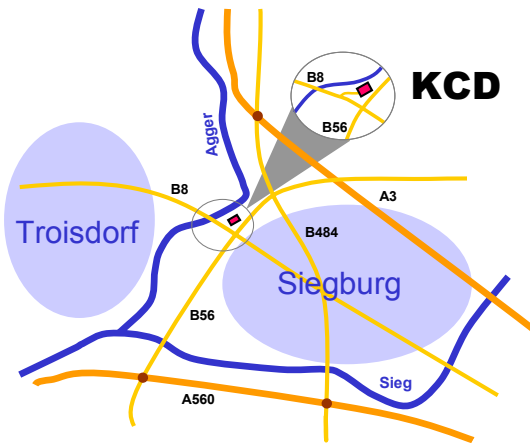 B8
KCD
B56
Agger
B8
A3
Troisdorf
B484
Siegburg
B56
Sieg
A560